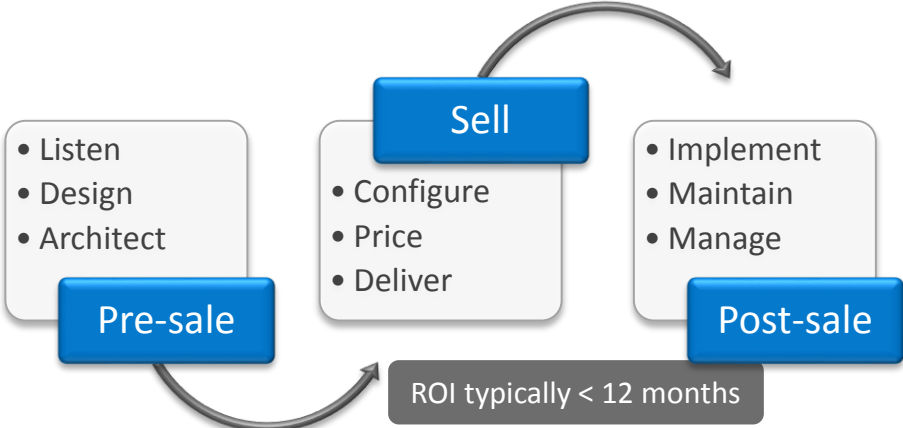 • Listen
• Design
• Architect
Pre-sale
Sell
• Configure
• Price
• Deliver
• Implement
• Maintain
• Manage
Post-sale
ROI typically < 12 months